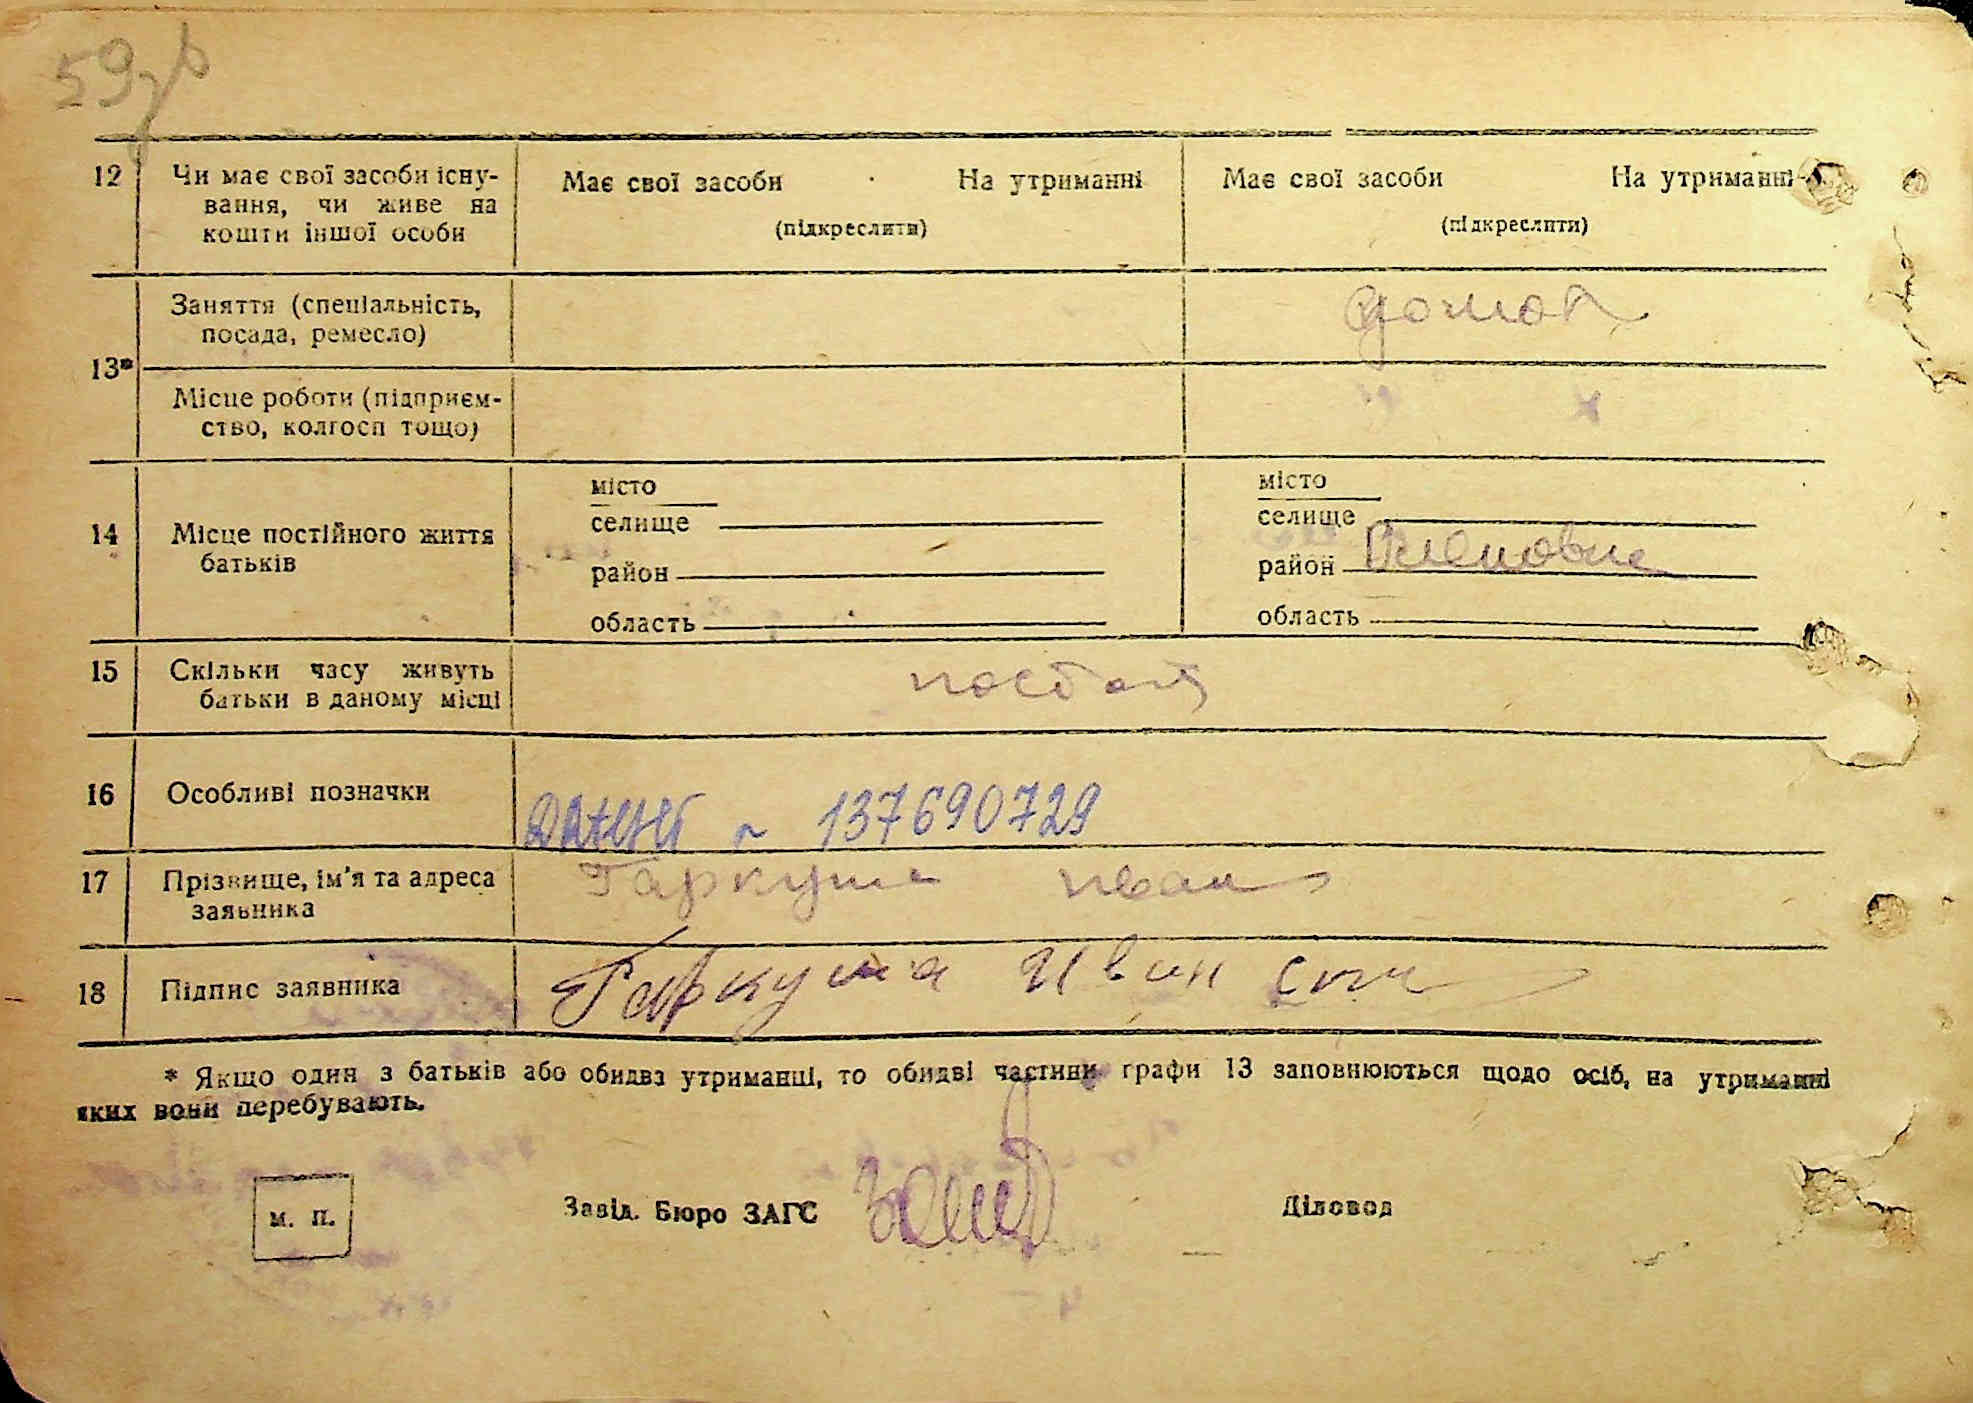 59
12
Чи має свої засоби існу-
вання, чи живе на
кошти іншої особи
Має свої засоби На утриманні
(підкреслити)
Має свої засоби На утриманні
(підкреслити)
13*
Заняття (спеціальність,
посада, ремесло)
Місце роботи (підприєм-
ство, колгосп тощо)
14
Місце постійного життя
батьків
місто
селище
район
область
місто
селище
район
область
15
Скільки часу живуть
батьки в даному місці
16
Особливі позначки
137690729
17
Прізвище, ім'я та адреса
заявника
Гаркуша Иван
18
Підпис заявника
Гаркуша Иван
* Якщо один з батьків або обидва утриманці, то обидві частини графи 13 заповнюються щодо осіб, на утриманні
яких вони перебувають.
м. п.
Завід. Бюро ЗАГС
Діловод